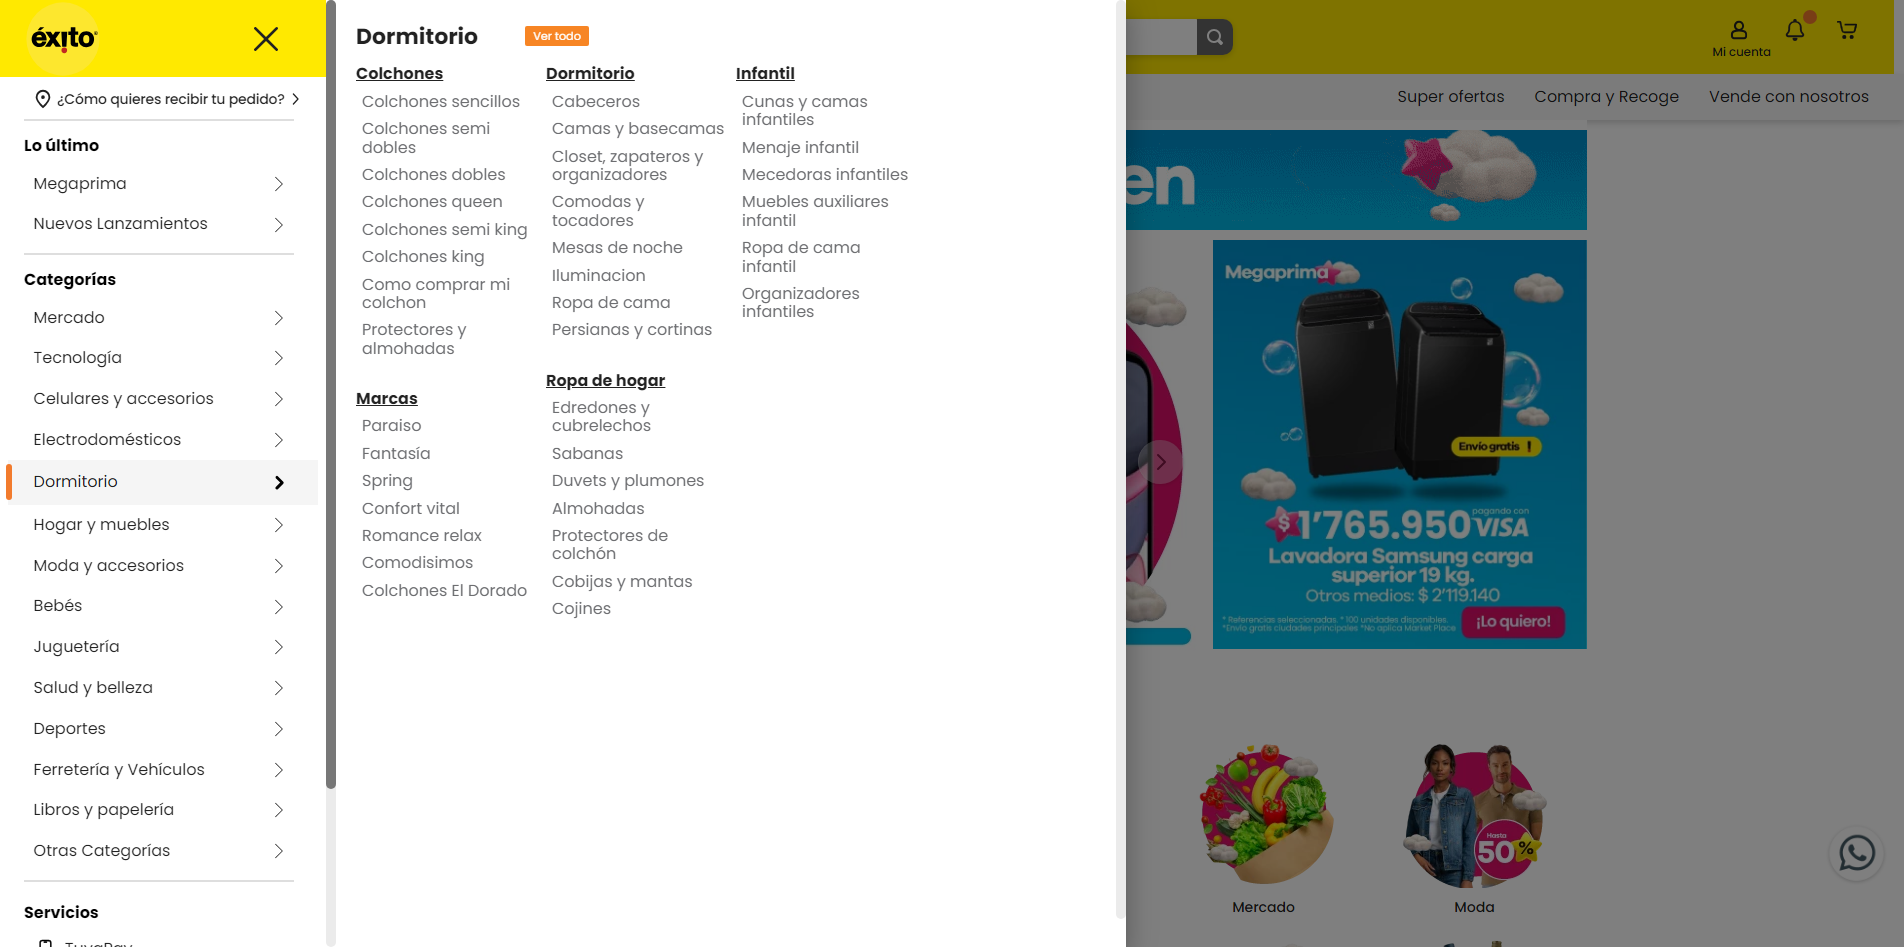 éxito
¿Cómo quieres recibir tu pedido?
Lo último
Megaprima
Nuevos Lanzamientos
Categorías
Mercado
Tecnología
Celulares y accesorios
Electrodomésticos
Dormitorio
Hogar y muebles
Moda y accesorios
Bebés
Juguetería
Salud y belleza
Deportes
Ferretería y Vehículos
Libros y papelería
Otras Categorías
Servicios
TuyaPay
Dormitorio
Ver todo
Colchones
Colchones sencillos
Colchones semi
dobles
Colchones dobles
Colchones queen
Colchones semi king
Colchones king
Como comprar mi
colchon
Protectores y
almohadas
Marcas
Paraiso
Fantasía
Spring
Confort vital
Romance relax
Comodisimos
Colchones El Dorado
Dormitorio
Cabeceros
Camas y basecamas
Closet, zapateros y
organizadores
Comodas y
tocadores
Mesas de noche
Iluminacion
Ropa de cama
Persianas y cortinas
Ropa de hogar
Edredones y
cubrelechos
Sabanas
Duvets y plumones
Almohadas
Protectores de
colchón
Cobijas y mantas
Cojines
Infantil
Cunas y camas
infantiles
Menaje infantil
Mecedoras infantiles
Muebles auxiliares
infantil
Ropa de cama
infantil
Organizadores
infantiles
Mi cuenta
Super ofertas
Compra y Recoge
Vende con nosotros
en
Megaprima
Envío gratis !
$1'765.950
pagando con
VISA
Lavadora Samsung carga
superior 19 kg.
Otros medios: $ 2'119.140
* Referencias seleccionadas. * 100 unidades disponibles.
*Envío gratis ciudades principales *No aplica Market Place
¡Lo quiero!
Hasta
50%
Mercado
Moda